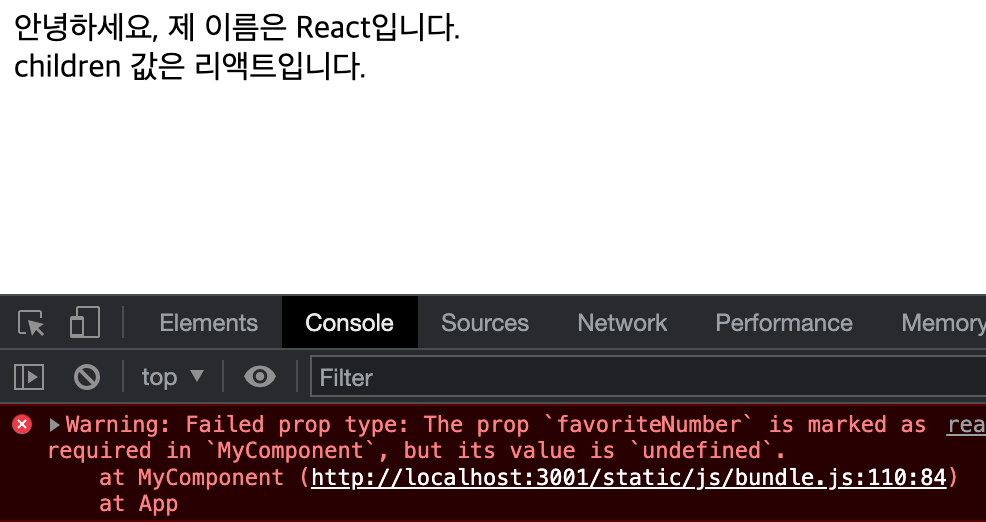 안녕하세요, 제 이름은 React입니다.
children 값은 리액트입니다.
Elements Console Sources Network Performance Memory
top ▼ Filter
▶Warning: Failed prop type: The prop `favoriteNumber` is marked as rea
required in `MyComponent`, but its value is `undefined`.
at MyComponent (http://localhost:3001/static/js/bundle.js:110:84)
at App